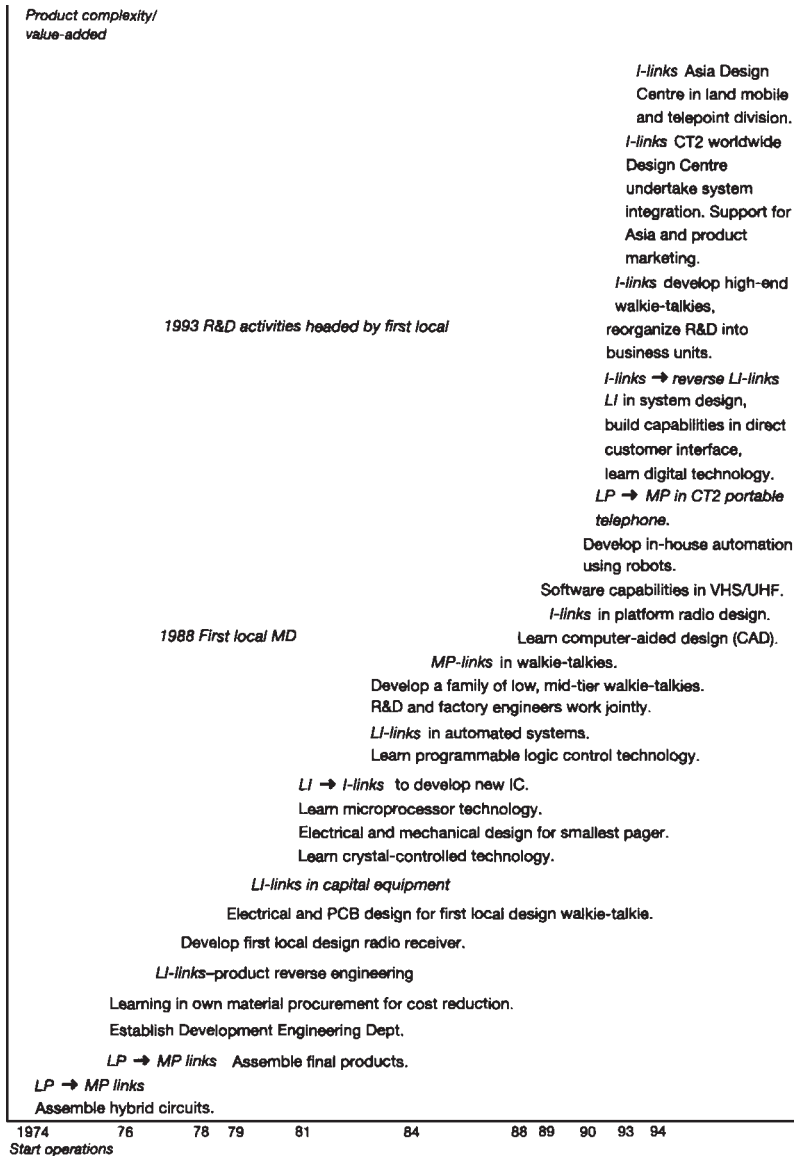 Product complexity/
value-added
I-links Asia Design
Centre in land mobile
and telepoint division.
I-links CT2 worldwide
Design Centre
undertake system
integration. Support for
Asia and product
marketing.
I-links develop high-end
walkie-talkies,
1993 R&D activities headed by first local
reorganize R&D into
business units.
I-links → reverse LI-links
LI in system design,
build capabilities in direct
customer interface,
learn digital technology.
LP → MP in CT2 portable
telephone.
Develop in-house automation
using robots.
Software capabilities in VHS/UHF.
I-links in platform radio design.
1988 First local MD
Learn computer-aided design (CAD).
MP-links in walkie-talkies.
Develop a family of low, mid-tier walkie-talkies.
R&D and factory engineers work jointly.
LI-links in automated systems.
Learn programmable logic control technology.
LI → I-links to develop new IC.
Learn microprocessor technology.
Electrical and mechanical design for smallest pager.
Learn crystal-controlled technology.
LI-links in capital equipment
Electrical and PCB design for first local design walkie-talkie.
Develop first local design radio receiver.
LI-links–product reverse engineering
Learning in own material procurement for cost reduction.
Establish Development Engineering Dept.
LP → MP links Assemble final products.
LP → MP links
Assemble hybrid circuits.
1974 76 78 79 81 84 88 89 90 93 94
Start operations